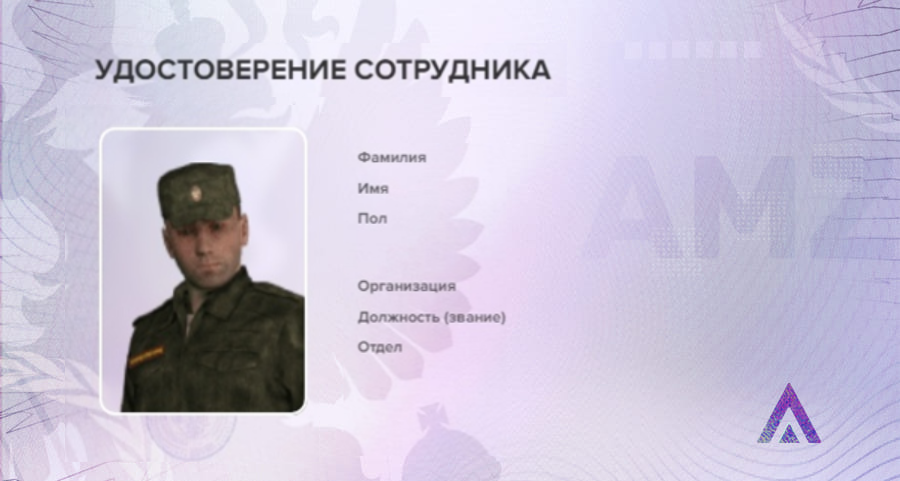 УДОСТОВЕРЕНИЕ СОТРУДНИКА
Фамилия
Имя
Пол
Организация
Должность (звание)
Отдел
AMZ